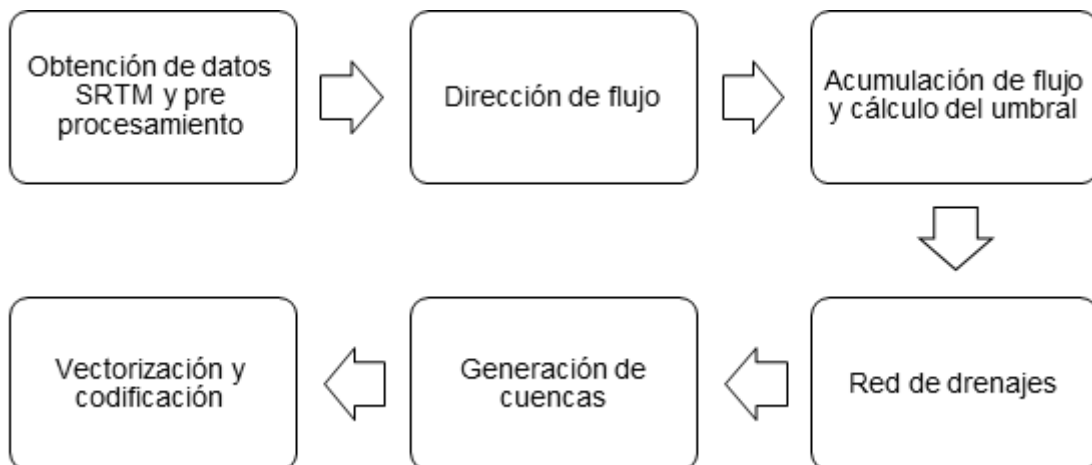 Obtención de datos
SRTM y pre
procesamiento
Dirección de flujo
Acumulación de flujo
y cálculo del umbral
Red de drenajes
Generación de
cuencas
Vectorización y
codificación